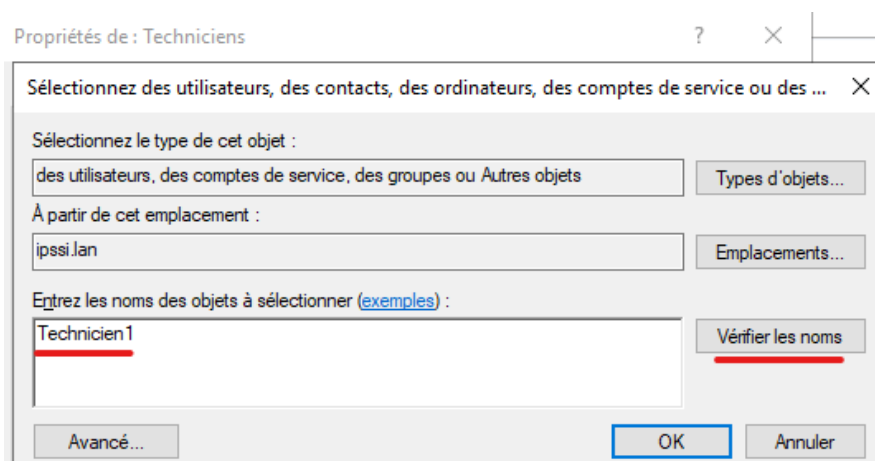 Propriétés de : Techniciens
Sélectionnez des utilisateurs, des contacts, des ordinateurs, des comptes de service ou des ...
Sélectionnez le type de cet objet :
des utilisateurs, des comptes de service, des groupes ou Autres objets
Types d'objets...
À partir de cet emplacement :
ipssi.lan
Emplacements...
Entrez les noms des objets à sélectionner (exemples) :
Technicien1
Vérifier les noms
Avancé...
OK
Annuler